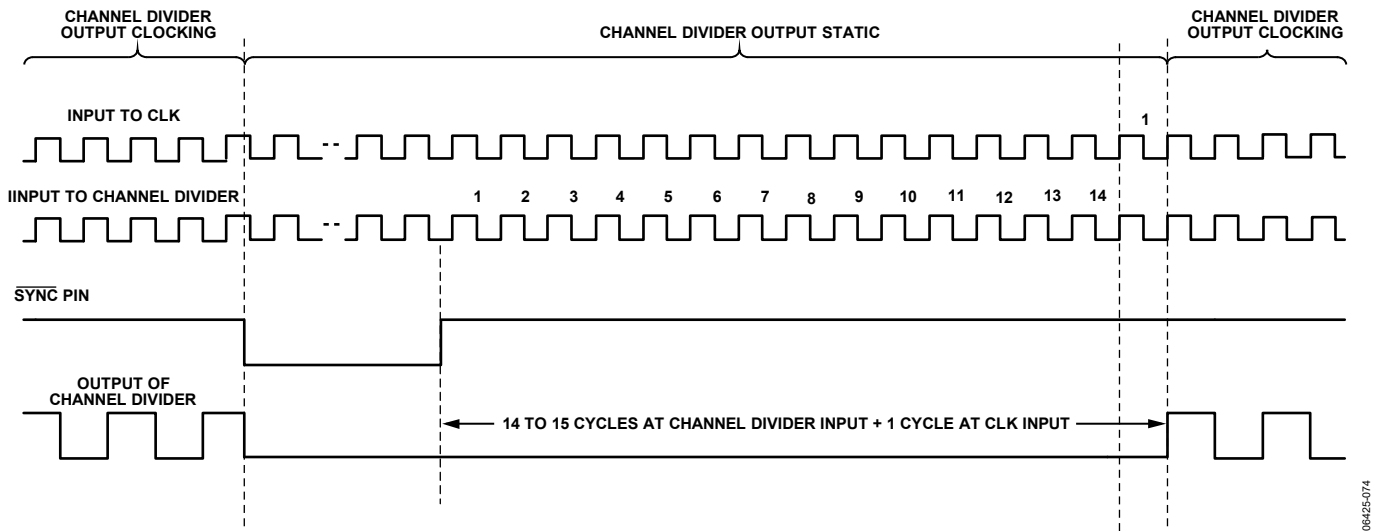 CHANNEL DIVIDER
OUTPUT CLOCKING
CHANNEL DIVIDER OUTPUT STATIC
CHANNEL DIVIDER
OUTPUT CLOCKING
INPUT TO CLK
1
IINPUT TO CHANNEL DIVIDER
1 2 3 4 5 6 7 8 9 10 11 12 13 14
SYNC PIN
OUTPUT OF
CHANNEL DIVIDER
14 TO 15 CYCLES AT CHANNEL DIVIDER INPUT + 1 CYCLE AT CLK INPUT
06425-074